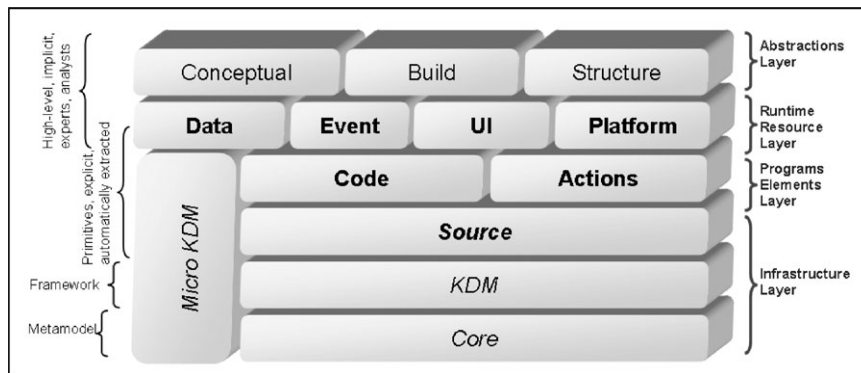 High-level, implicit,
experts, analysts
Primitives, explicit,
automatically extracted
Framework
Metamodel
Conceptual
Build
Structure
Data
Event
UI
Platform
Micro KDM
Code
Actions
Source
KDM
Core
Abstractions
Layer
Runtime
Resource
Layer
Programs
Elements
Layer
Infrastructure
Layer